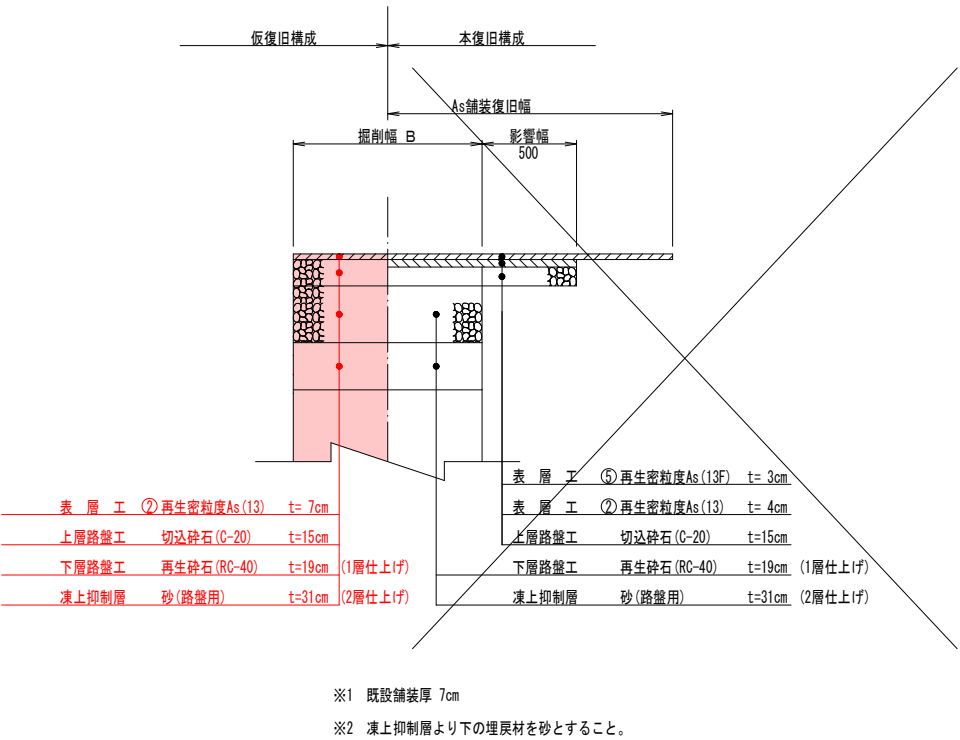 仮復旧構成 本復旧構成
As舗装復旧幅
掘削幅 B 影響幅
500
表 層 工 ⑤再生密粒度As(13F) t= 3cm
表 層 工 ②再生密粒度As(13) t= 7cm
表 層 工 ②再生密粒度As(13) t= 4cm
上層路盤工 切込砕石(C-20) t=15cm
上層路盤工 切込砕石(C-20) t=15cm
下層路盤工 再生砕石(RC-40) t=19cm (1層仕上げ)
下層路盤工 再生砕石(RC-40) t=19cm (1層仕上げ)
凍上抑制層 砂(路盤用) t=31cm (2層仕上げ)
凍上抑制層 砂(路盤用) t=31cm (2層仕上げ)
※1 既設舗装厚 7cm
※2 凍上抑制層より下の埋戻材を砂とすること。